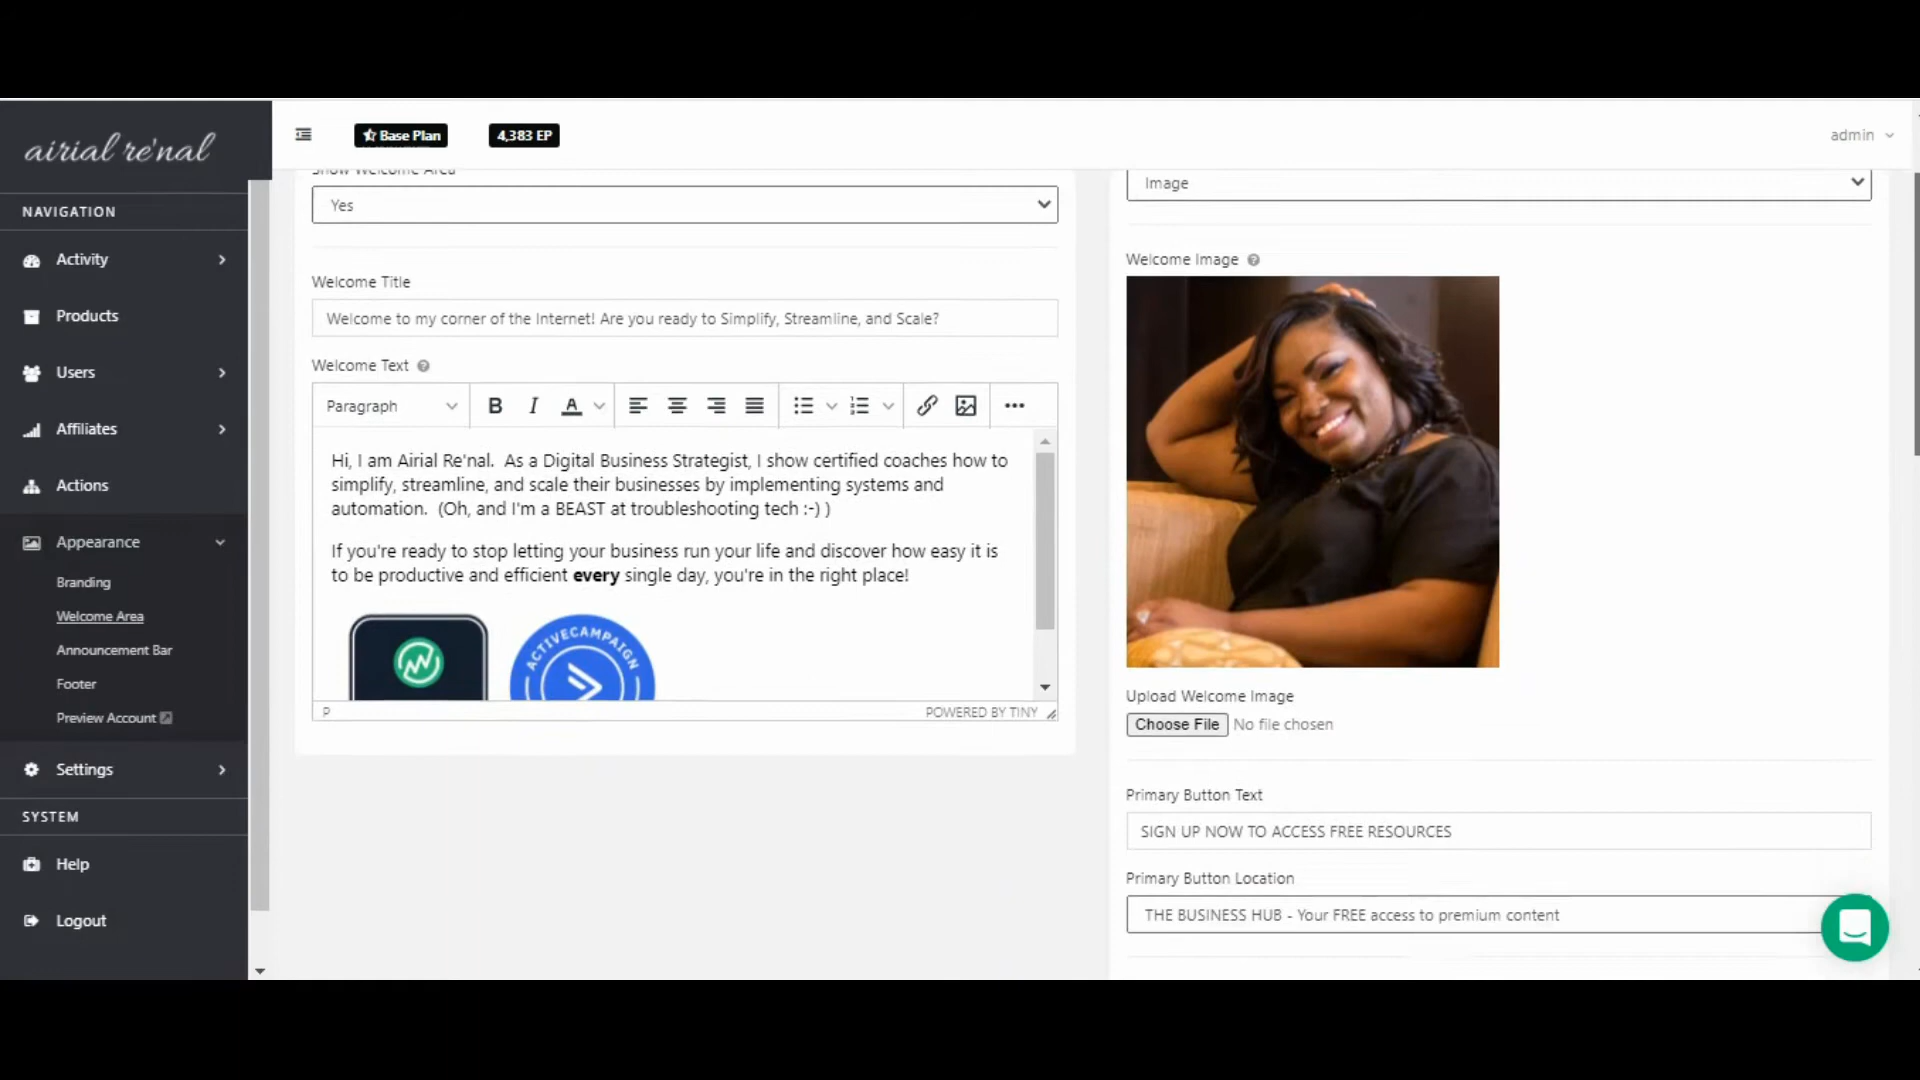 airial re'nal
Base Plan
4,383 EP
admin
NAVIGATION
Activity
Products
Users
Affiliates
Actions
Appearance
Branding
Welcome Area
Announcement Bar
Footer
Preview Account
Settings
SYSTEM
Help
Logout
Show Welcome Area
Yes
Welcome Title
Welcome to my corner of the Internet! Are you ready to Simplify, Streamline, and Scale?
Welcome Text
Paragraph
B I A
Hi, I am Airial Re'nal. As a Digital Business Strategist, I show certified coaches how to
simplify, streamline, and scale their businesses by implementing systems and
automation. (Oh, and I'm a BEAST at troubleshooting tech :-) )
If you're ready to stop letting your business run your life and discover how easy it is
to be productive and efficient every single day, you're in the right place!
ACTIVECAMPAIGN
P
POWERED BY TINY
Image
Welcome Image
Upload Welcome Image
Choose File No file chosen
Primary Button Text
SIGN UP NOW TO ACCESS FREE RESOURCES
Primary Button Location
THE BUSINESS HUB - Your FREE access to premium content